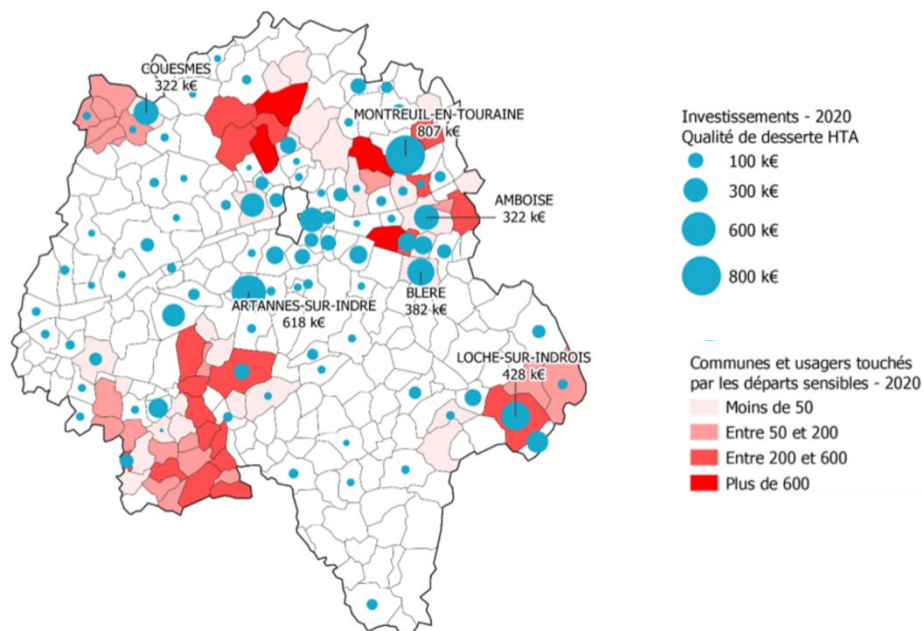 COUESMES
322 k€
MONTREUIL-EN-TOURAINE
807 k€
AMBOISE
322 k€
BLERE
382 k€
ARTANNES-SUR-INDRE
618 k€
LOCHE-SUR-INDROIS
428 k€
Investissements - 2020
Qualité de desserte HTA
100 k€
300 k€
600 k€
800 k€
Communes et usagers touchés
par les départs sensibles - 2020
Moins de 50
Entre 50 et 200
Entre 200 et 600
Plus de 600